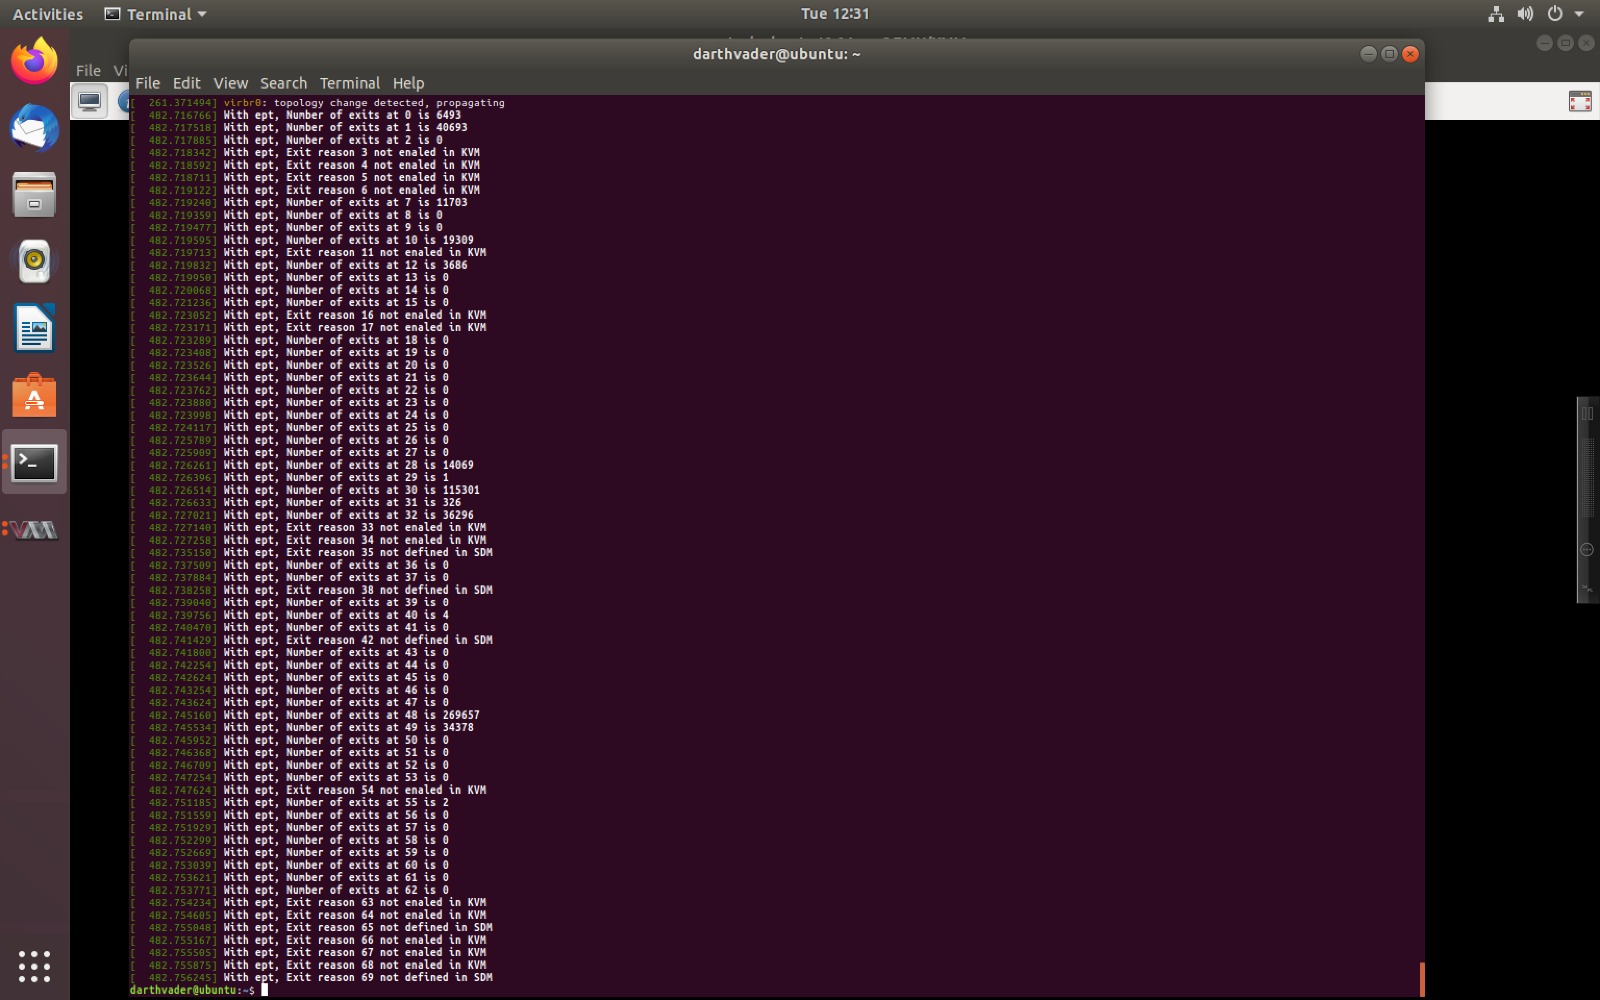 Activities
Terminal
Tue 12:31
File
darthvader@ubuntu: ~
File Edit View Search Terminal Help
[  261.371494] virbr0: topology change detected, propagating
[  482.716766] With ept, Number of exits at 0 is 6493
[  482.717518] With ept, Number of exits at 1 is 40693
[  482.717885] With ept, Number of exits at 2 is 0
[  482.718342] With ept, Exit reason 3 not enaled in KVM
[  482.718592] With ept, Exit reason 4 not enaled in KVM
[  482.718711] With ept, Exit reason 5 not enaled in KVM
[  482.719122] With ept, Exit reason 6 not enaled in KVM
[  482.719240] With ept, Number of exits at 7 is 11703
[  482.719359] With ept, Number of exits at 8 is 0
[  482.719477] With ept, Number of exits at 9 is 0
[  482.719595] With ept, Number of exits at 10 is 19309
[  482.719713] With ept, Exit reason 11 not enaled in KVM
[  482.719832] With ept, Number of exits at 12 is 3686
[  482.719950] With ept, Number of exits at 13 is 0
[  482.720068] With ept, Number of exits at 14 is 0
[  482.721236] With ept, Number of exits at 15 is 0
[  482.723052] With ept, Exit reason 16 not enaled in KVM
[  482.723171] With ept, Exit reason 17 not enaled in KVM
[  482.723289] With ept, Number of exits at 18 is 0
[  482.723408] With ept, Number of exits at 19 is 0
[  482.723526] With ept, Number of exits at 20 is 0
[  482.723644] With ept, Number of exits at 21 is 0
[  482.723762] With ept, Number of exits at 22 is 0
[  482.723880] With ept, Number of exits at 23 is 0
[  482.723998] With ept, Number of exits at 24 is 0
[  482.724117] With ept, Number of exits at 25 is 0
[  482.725789] With ept, Number of exits at 26 is 0
[  482.725909] With ept, Number of exits at 27 is 0
[  482.726261] With ept, Number of exits at 28 is 14069
[  482.726396] With ept, Number of exits at 29 is 1
[  482.726514] With ept, Number of exits at 30 is 115301
[  482.726633] With ept, Number of exits at 31 is 326
[  482.727021] With ept, Number of exits at 32 is 36296
[  482.727140] With ept, Exit reason 33 not enaled in KVM
[  482.727258] With ept, Exit reason 34 not enaled in KVM
[  482.735150] With ept, Exit reason 35 not defined in SDM
[  482.737509] With ept, Number of exits at 36 is 0
[  482.737884] With ept, Number of exits at 37 is 0
[  482.738258] With ept, Exit reason 38 not defined in SDM
[  482.739040] With ept, Number of exits at 39 is 0
[  482.739756] With ept, Number of exits at 40 is 4
[  482.740470] With ept, Number of exits at 41 is 0
[  482.741429] With ept, Exit reason 42 not defined in SDM
[  482.741800] With ept, Number of exits at 43 is 0
[  482.742254] With ept, Number of exits at 44 is 0
[  482.742624] With ept, Number of exits at 45 is 0
[  482.743254] With ept, Number of exits at 46 is 0
[  482.743624] With ept, Number of exits at 47 is 0
[  482.745160] With ept, Number of exits at 48 is 269657
[  482.745534] With ept, Number of exits at 49 is 34378
[  482.745952] With ept, Number of exits at 50 is 0
[  482.746368] With ept, Number of exits at 51 is 0
[  482.746709] With ept, Number of exits at 52 is 0
[  482.747254] With ept, Number of exits at 53 is 0
[  482.747624] With ept, Exit reason 54 not enaled in KVM
[  482.751185] With ept, Number of exits at 55 is 2
[  482.751559] With ept, Number of exits at 56 is 0
[  482.751929] With ept, Number of exits at 57 is 0
[  482.752299] With ept, Number of exits at 58 is 0
[  482.752669] With ept, Number of exits at 59 is 0
[  482.753039] With ept, Number of exits at 60 is 0
[  482.753621] With ept, Number of exits at 61 is 0
[  482.753771] With ept, Number of exits at 62 is 0
[  482.754234] With ept, Exit reason 63 not enaled in KVM
[  482.754605] With ept, Exit reason 64 not enaled in KVM
[  482.755048] With ept, Exit reason 65 not defined in SDM
[  482.755167] With ept, Exit reason 66 not enaled in KVM
[  482.755505] With ept, Exit reason 67 not enaled in KVM
[  482.755875] With ept, Exit reason 68 not enaled in KVM
[  482.756245] With ept, Exit reason 69 not defined in SDM
darthvader@ubuntu:~$